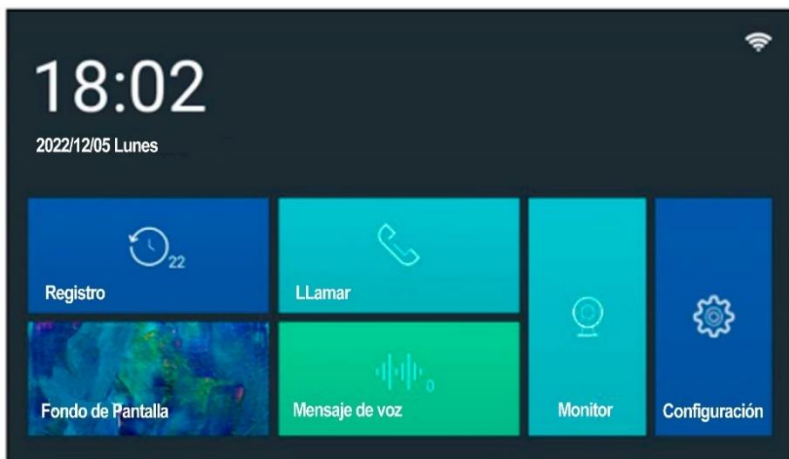 18:02
2022/12/05 Lunes
22
Registro
LLamar
Fondo de Pantalla
0
Mensaje de voz
Monitor
Configuración